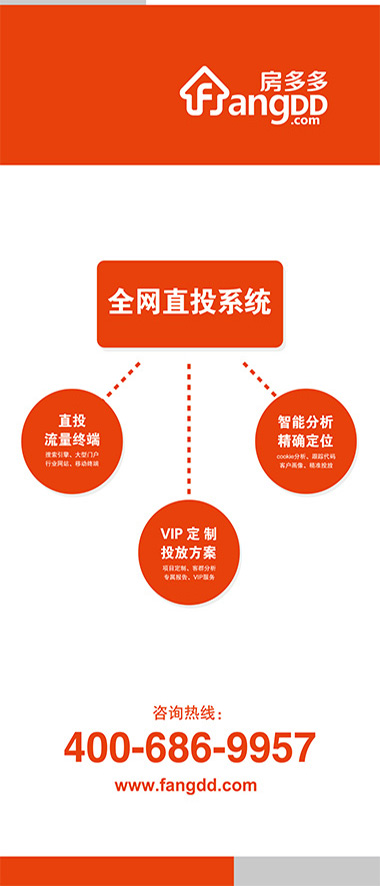 房多多
fangDD
.com
全网直投系统
直投
流量终端
搜索引擎、大型门户
行业网站、移动终端
智能分析
精确定位
cookie分析、跟踪代码
客户画像、精准投放
VIP 定 制
投放方案
项目定制、客群分析
专属报告、VIP服务
咨询热线:
400-686-9957
www.fangdd.com